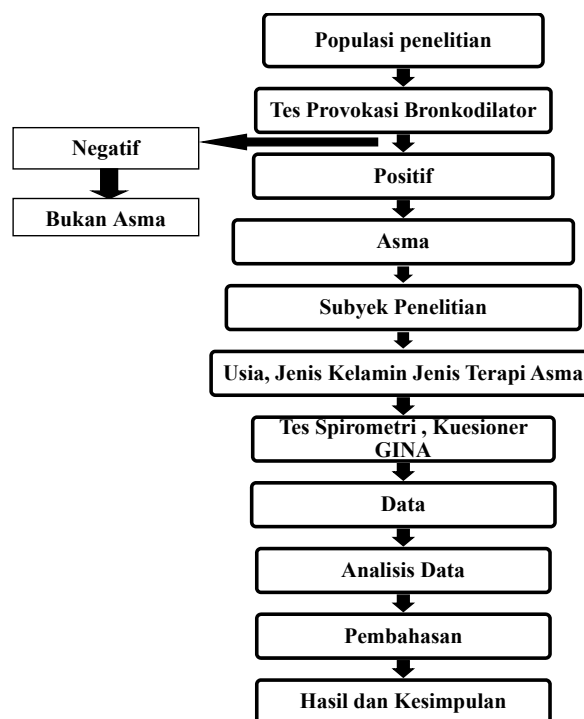 Populasi penelitian
Tes Provokasi Bronkodilator
Negatif
Positif
Bukan Asma
Asma
Subyek Penelitian
Usia, Jenis Kelamin Jenis Terapi Asma
Tes Spirometri , Kuesioner
GINA
Data
Analisis Data
Pembahasan
Hasil dan Kesimpulan